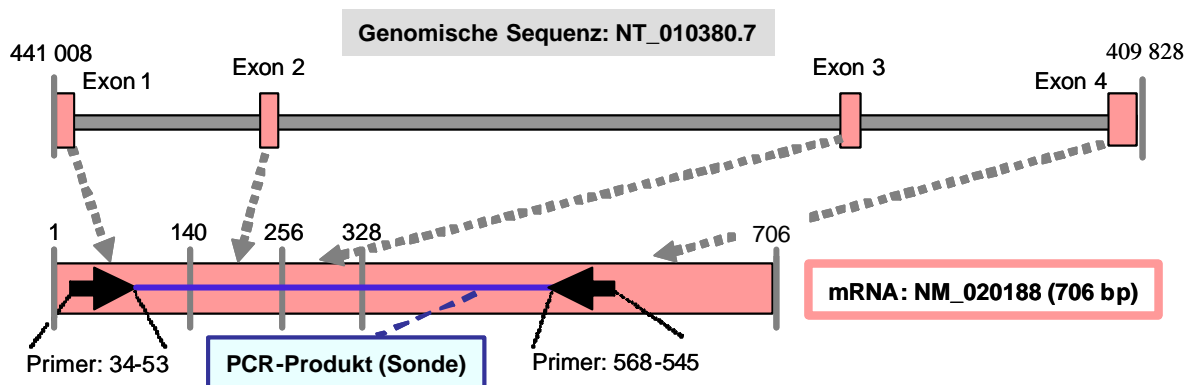 Genomische Sequenz: NT_010380.7
441 008
409 828
Exon 1
Exon 2
Exon 3
Exon 4
1
140
256
328
706
mRNA: NM_020188 (706 bp)
Primer: 34-53
PCR-Produkt (Sonde)
Primer: 568-545